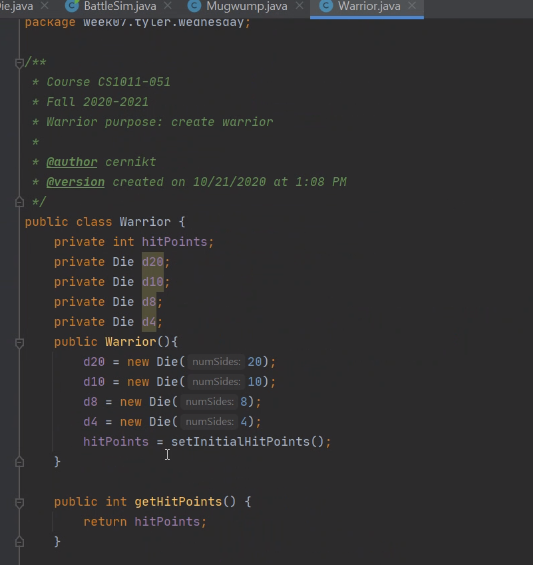 ie.java BattleSim.java Mugwump.java Warrior.java
package week07.tyler.wednesday;
/**
* Course CS1011-051
* Fall 2020-2021
* Warrior purpose: create warrior
*
* @author cernikt
* @version created on 10/21/2020 at 1:08 PM
*/
public class Warrior {
private int hitPoints;
private Die d20;
private Die d10;
private Die d8;
private Die d4;
public Warrior(){
d20 = new Die( numSides: 20);
d10 = new Die( numSides: 10);
d8 = new Die( numSides: 8);
d4 = new Die( numSides: 4);
hitPoints = setInitialHitPoints();
}
public int getHitPoints() {
return hitPoints;
}